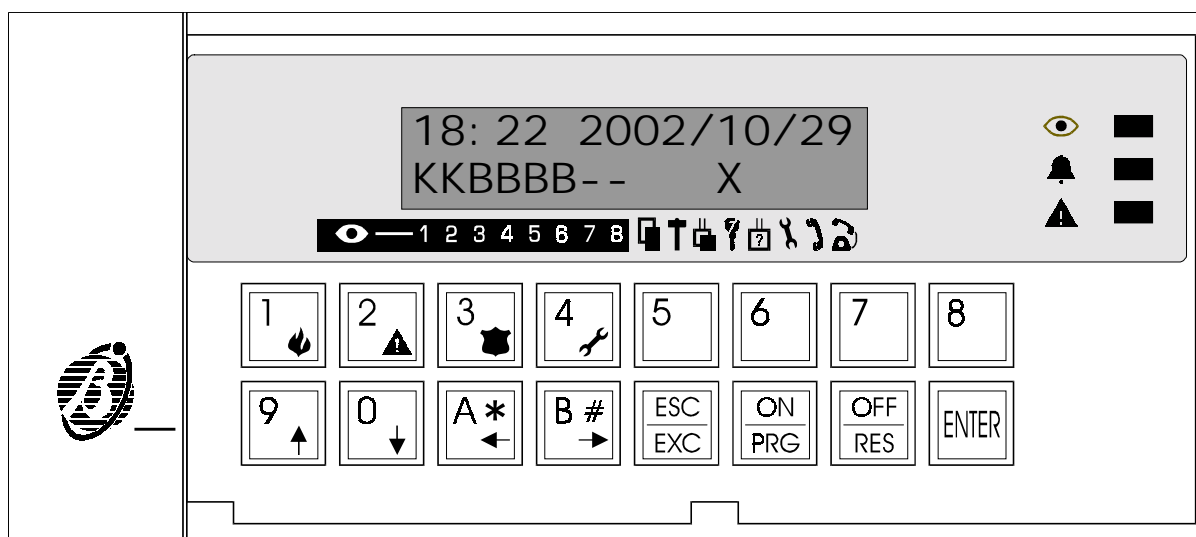 18:22 2002/10/29
KKBBBB-- X
1 2 3 4 5 6 7 8 ?
1 2 3 4 5 6 7 8
9 0 A* B# ESC ON OFF ENTER
EXC PRG RES